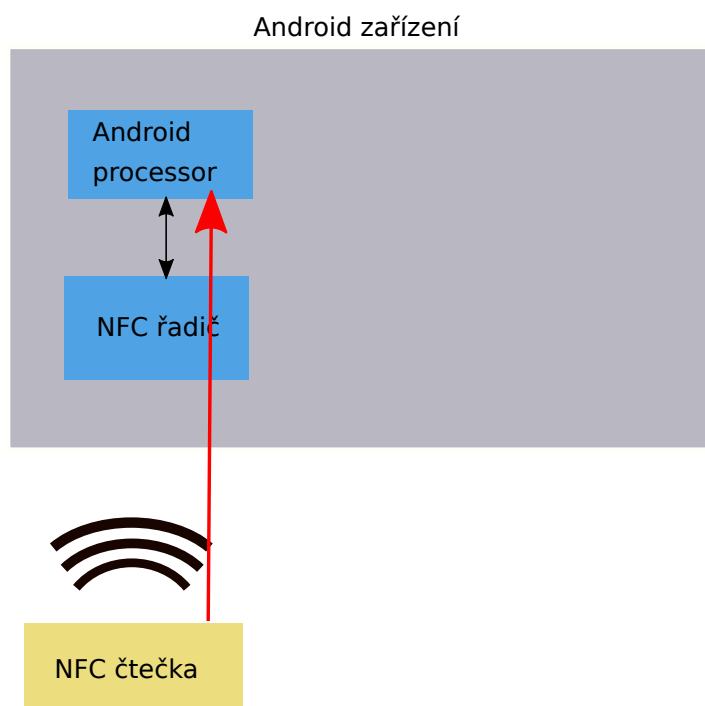 Android zařízení
Android
processor
NFC řadič
NFC čtečka